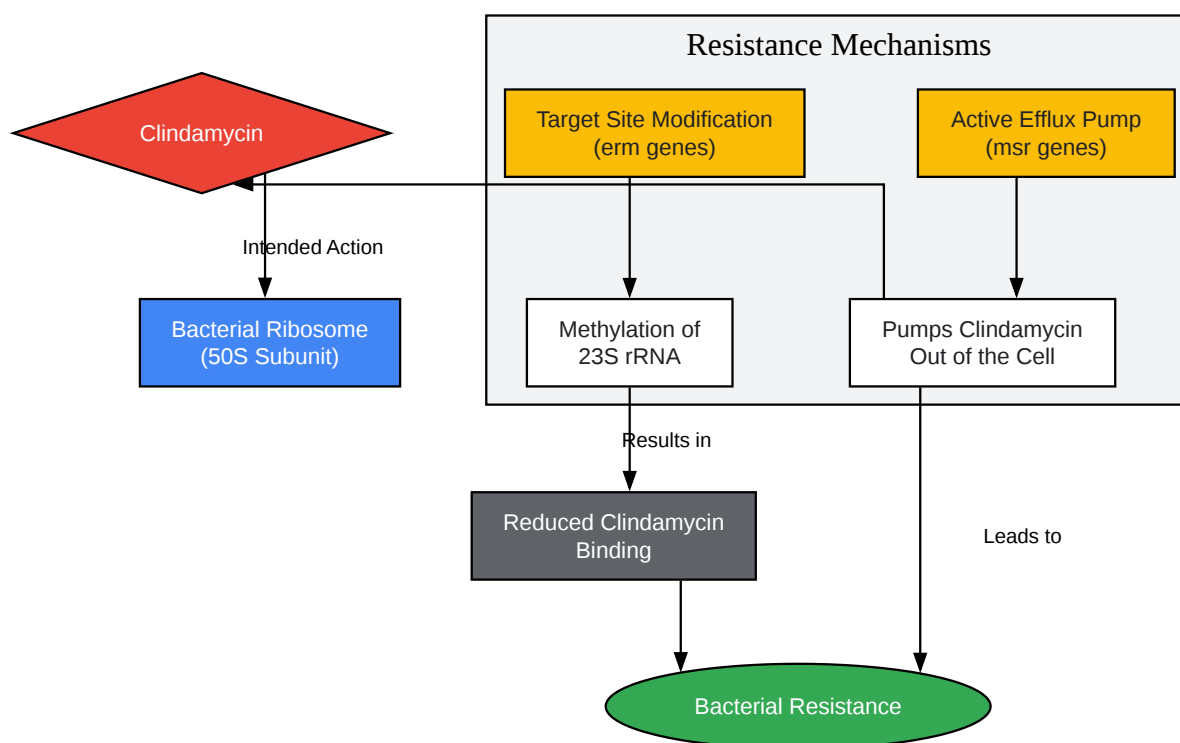 Resistance Mechanisms
Clindamycin
Target Site Modification
(erm genes)
Active Efflux Pump
(msr genes)
Intended Action
Bacterial Ribosome
(50S Subunit)
Methylation of
23S rRNA
Pumps Clindamycin
Out of the Cell
Results in
Reduced Clindamycin
Binding
Leads to
Bacterial Resistance